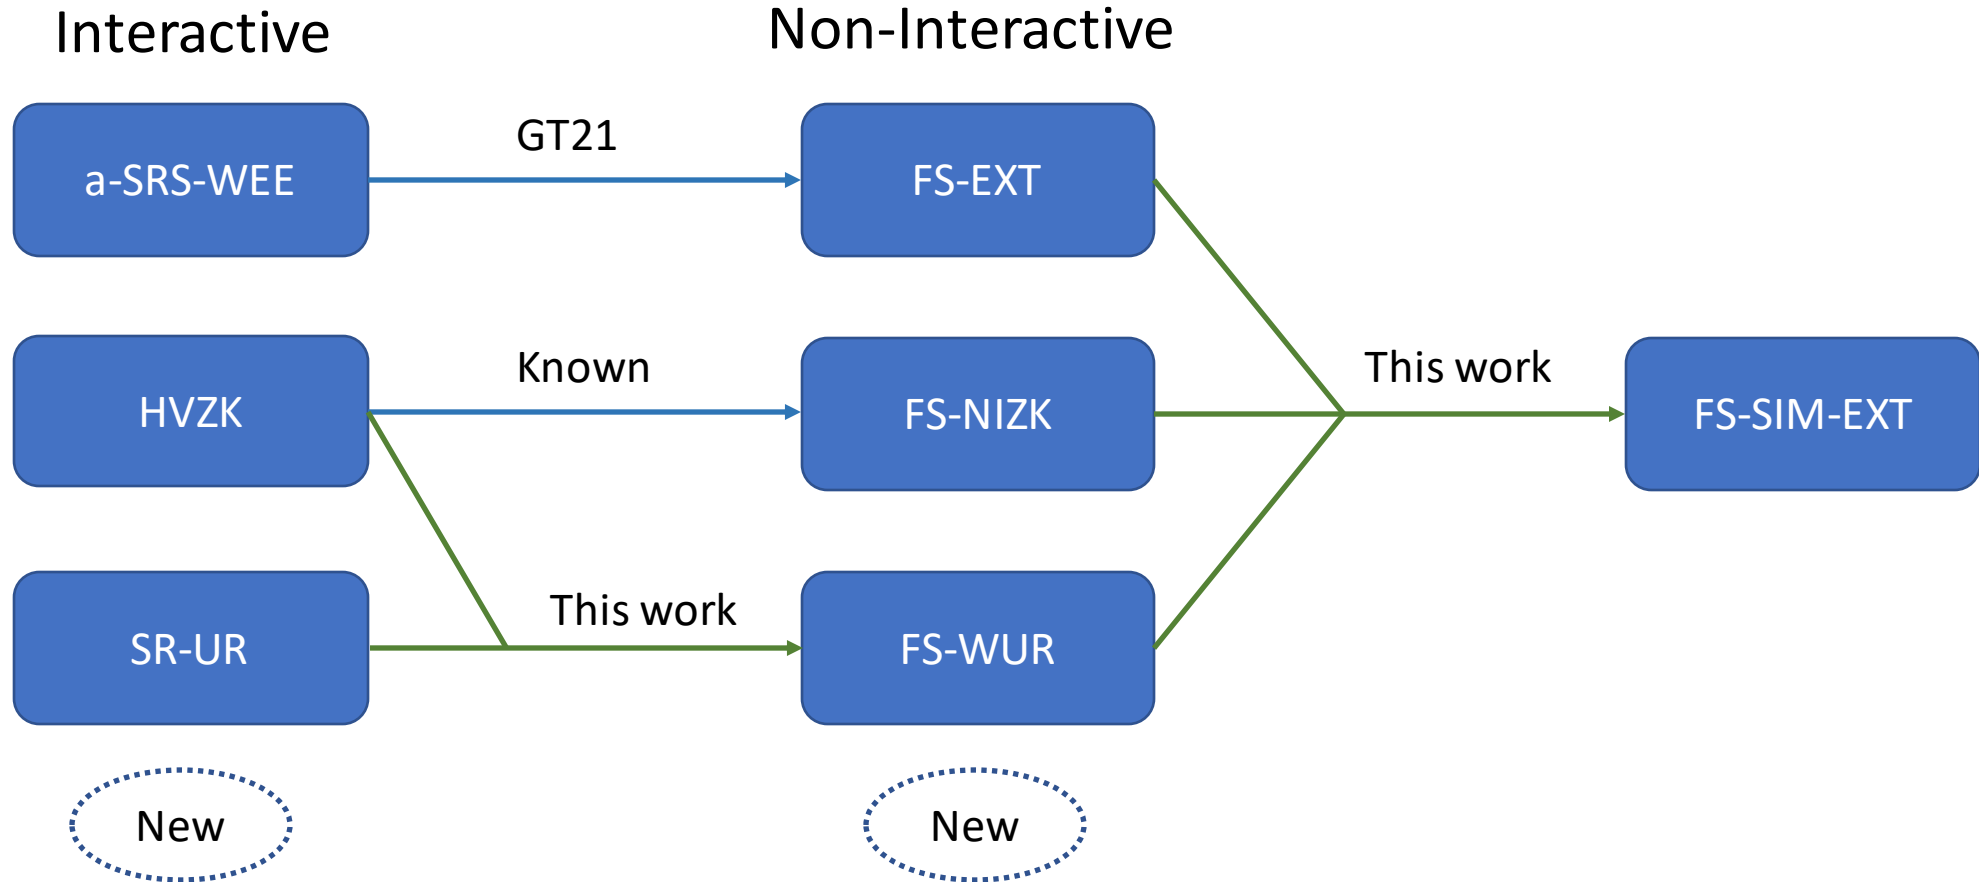 Interactive
Non-Interactive
a-SRS-WEE
GT21
FS-EXT
HVZK
Known
FS-NIZK
This work
FS-SIM-EXT
SR-UR
This work
FS-WUR
New
New